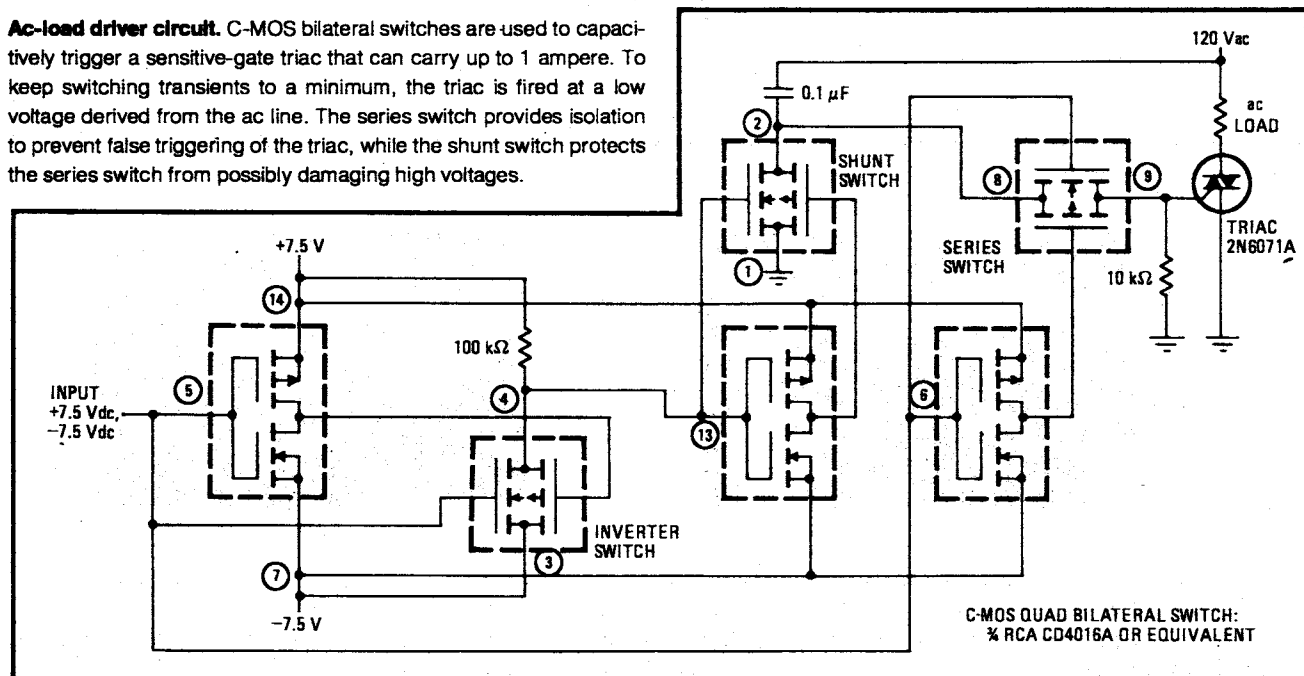 Ac-load driver circuit. C-MOS bilateral switches are used to capaci-
tively trigger a sensitive-gate triac that can carry up to 1 ampere. To
keep switching transients to a minimum, the triac is fired at a low
voltage derived from the ac line. The series switch provides isolation
to prevent false triggering of the triac, while the shunt switch protects
the series switch from possibly damaging high voltages.
120 Vac
0.1 µF
ac
LOAD
2
SHUNT
SWITCH
8
9
TRIAC
2N6071A
SERIES
SWITCH
1
10 kΩ
+7.5 V
14
100 kΩ
5
INPUT
+7.5 Vdc,
−7.5 Vdc
4
13
6
INVERTER
SWITCH
3
7
−7.5 V
C-MOS QUAD BILATERAL SWITCH:
¾ RCA CD4016A OR EQUIVALENT